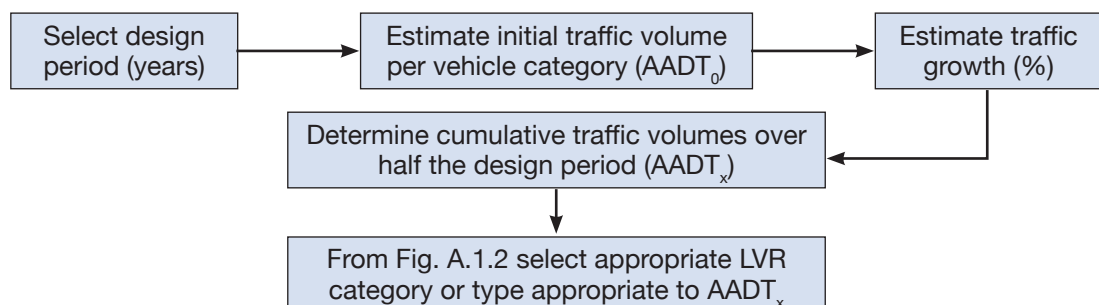 Select design
period (years)
Estimate initial traffic volume
per vehicle category (AADT₀)
Estimate traffic
growth (%)
Determine cumulative traffic volumes over
half the design period (AADTₓ)
From Fig. A.1.2 select appropriate LVR
category or type appropriate to AADTₓ